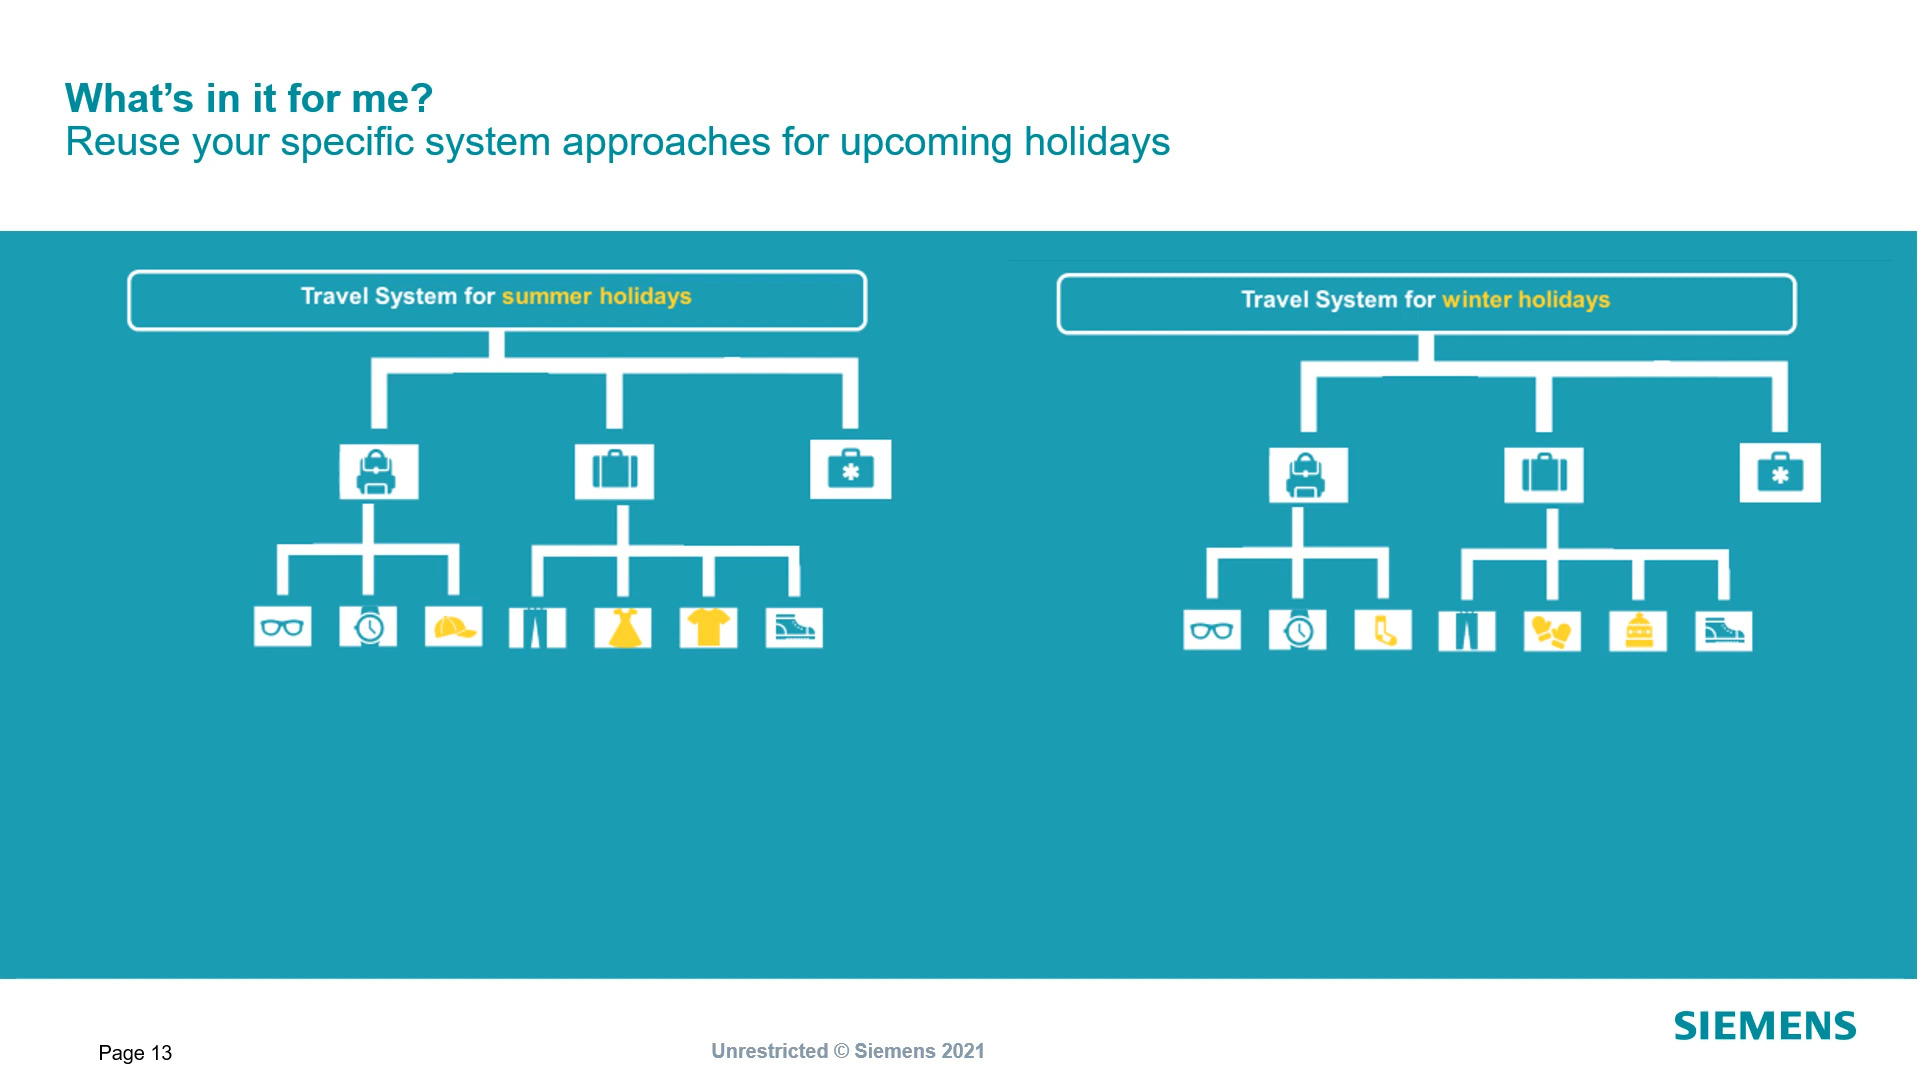 What’s in it for me?
Reuse your specific system approaches for upcoming holidays
Travel System for summer holidays
Travel System for winter holidays
SIEMENS
Page 13
Unrestricted © Siemens 2021